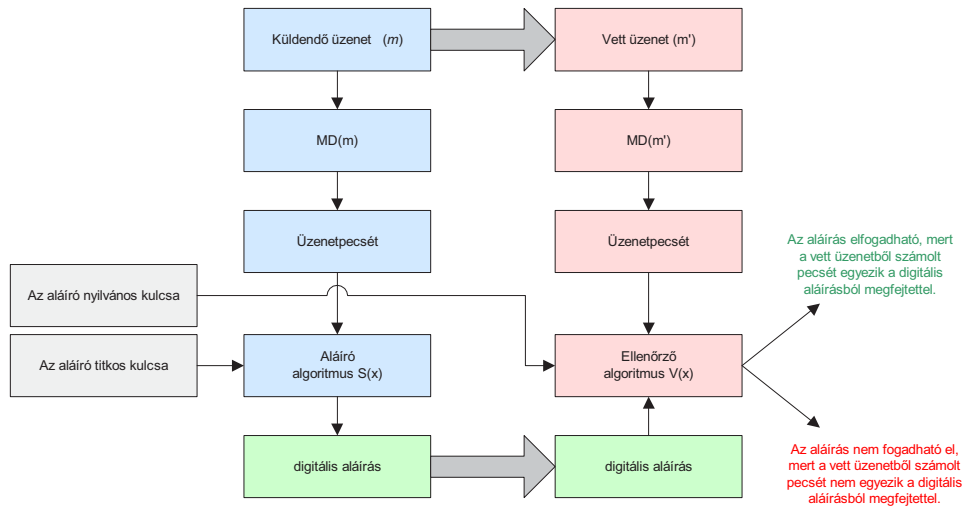 Küldendő üzenet (m)
Vett üzenet (m')
MD(m)
MD(m')
Üzenetpecsét
Üzenetpecsét
Az aláírás elfogadható, mert
a vett üzenetből számolt
pecsét egyezik a digitális
aláírásból megfejtettel.
Az aláíró nyilvános kulcsa
Az aláíró titkos kulcsa
Aláíró
algoritmus S(x)
Ellenőrző
algoritmus V(x)
digitális aláírás
digitális aláírás
Az aláírás nem fogadható el,
mert a vett üzenetből számolt
pecsét nem egyezik a digitális
aláírásból megfejtettel.